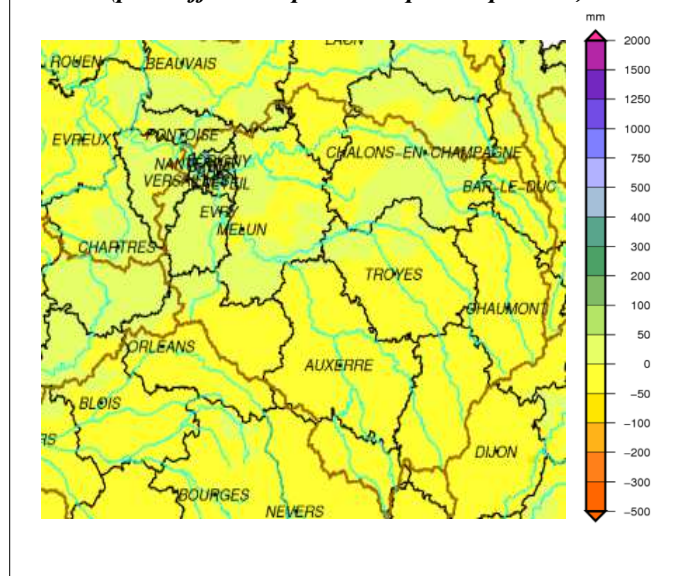 mm
LAON
ROUEN
BEAUVAIS
EVREUX
PONTOISE
CHALONS-EN-CHAMPAGNE
BAR-LE-DUC
EVRY
MELUN
CHARTRES
TROYES
CHAUMONT
ORLEANS
AUXERRE
BLOIS
RS
DIJON
BOURGES
NEVERS
2000
1500
1250
1000
750
500
400
300
200
100
50
0
−50
−100
−200
−300
−500